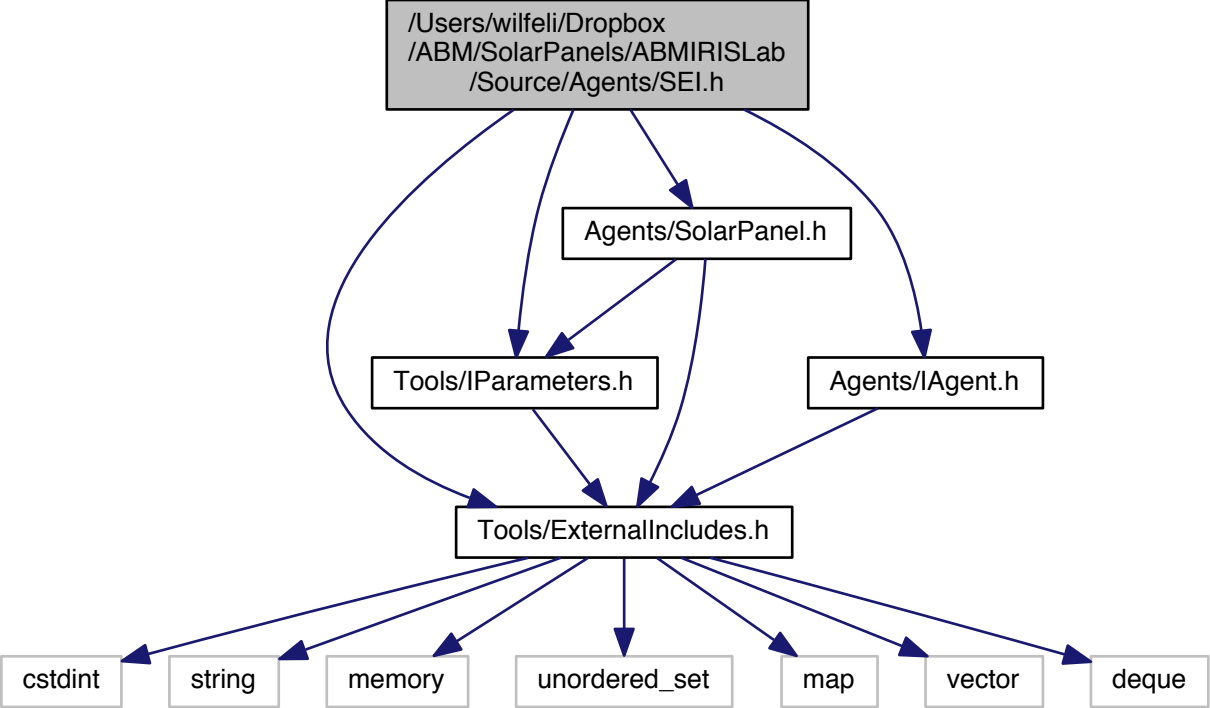 /Users/wilfeli/Dropbox
/ABM/SolarPanels/ABMIRISLab
/Source/Agents/SEI.h
Agents/SolarPanel.h
Tools/IParameters.h
Agents/IAgent.h
Tools/ExternalIncludes.h
cstdint
string
memory
unordered_set
map
vector
deque